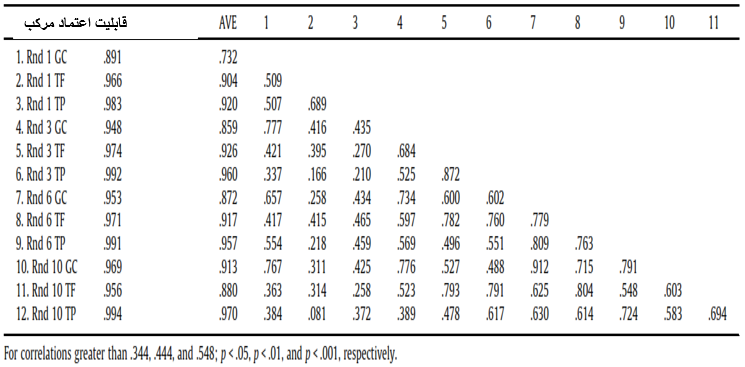 قابلیت اعتماد مرکب AVE 1 2 3 4 5 6 7 8 9 10 11
1. Rnd 1 GC .891 .732
2. Rnd 1 TF .966 .904 .509
3. Rnd 1 TP .983 .920 .507 .689
4. Rnd 3 GC .948 .859 .777 .416 .435
5. Rnd 3 TF .974 .926 .421 .395 .270 .684
6. Rnd 3 TP .992 .960 .337 .166 .210 .525 .872
7. Rnd 6 GC .953 .872 .657 .258 .434 .734 .600 .602
8. Rnd 6 TF .971 .917 .417 .415 .465 .597 .782 .760 .779
9. Rnd 6 TP .991 .957 .554 .218 .459 .569 .496 .551 .809 .763
10. Rnd 10 GC .969 .913 .767 .311 .425 .776 .527 .488 .912 .715 .791
11. Rnd 10 TF .956 .880 .363 .314 .258 .523 .793 .791 .625 .804 .548 .603
12. Rnd 10 TP .994 .970 .384 .081 .372 .389 .478 .617 .630 .614 .724 .583 .694
For correlations greater than .344, .444, and .548; p < .05, p < .01, and p < .001, respectively.